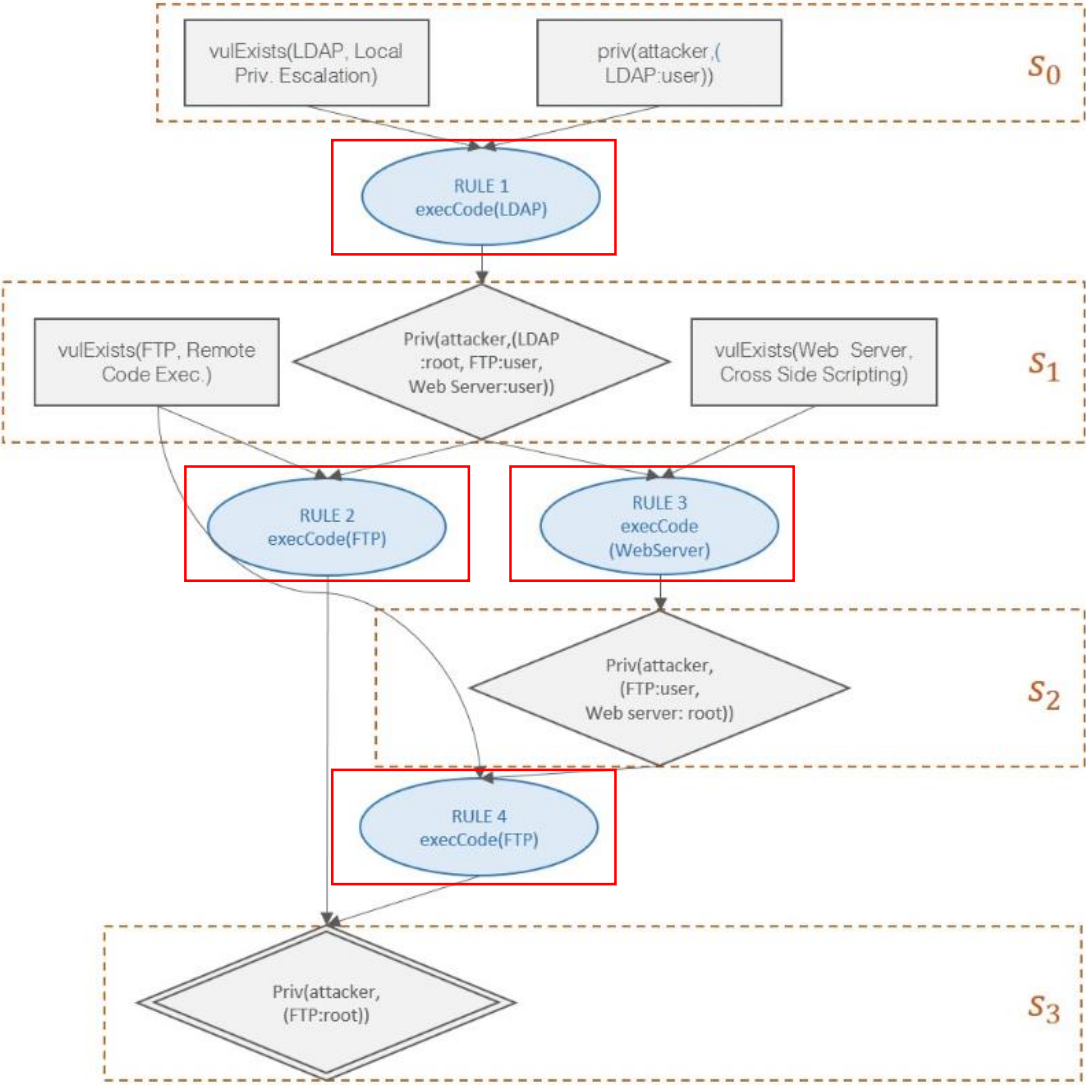 vulExists(LDAP, Local
Priv. Escalation)
priv(attacker,(
LDAP:user))
S₀
RULE 1
execCode(LDAP)
vulExists(FTP, Remote
Code Exec.)
Priv(attacker,(LDAP
:root, FTP:user,
Web Server:user))
vulExists(Web Server,
Cross Side Scripting)
S₁
RULE 2
execCode(FTP)
RULE 3
execCode
(WebServer)
Priv(attacker,
(FTP:user,
Web server: root))
S₂
RULE 4
execCode(FTP)
Priv(attacker,
(FTP:root))
S₃